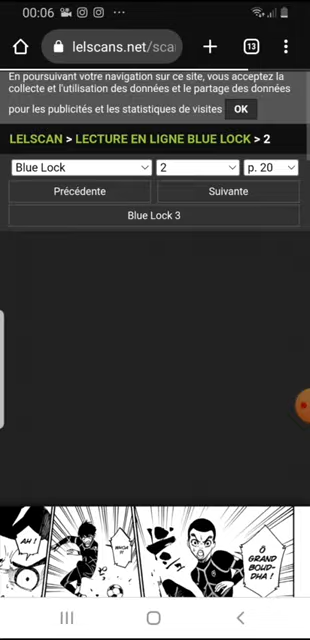 00:06
lelscans.net/sca
13
En poursuivant votre navigation sur ce site, vous acceptez la
collecte et l'utilisation des données et le partage des données
pour les publicités et les statistiques de visites OK
LELSCAN > LECTURE EN LIGNE BLUE LOCK > 2
Blue Lock 2 p. 20
Précédente Suivante
Blue Lock 3
AH !
WHOA !!
Ô
GRAND
BOUD-
DHA !